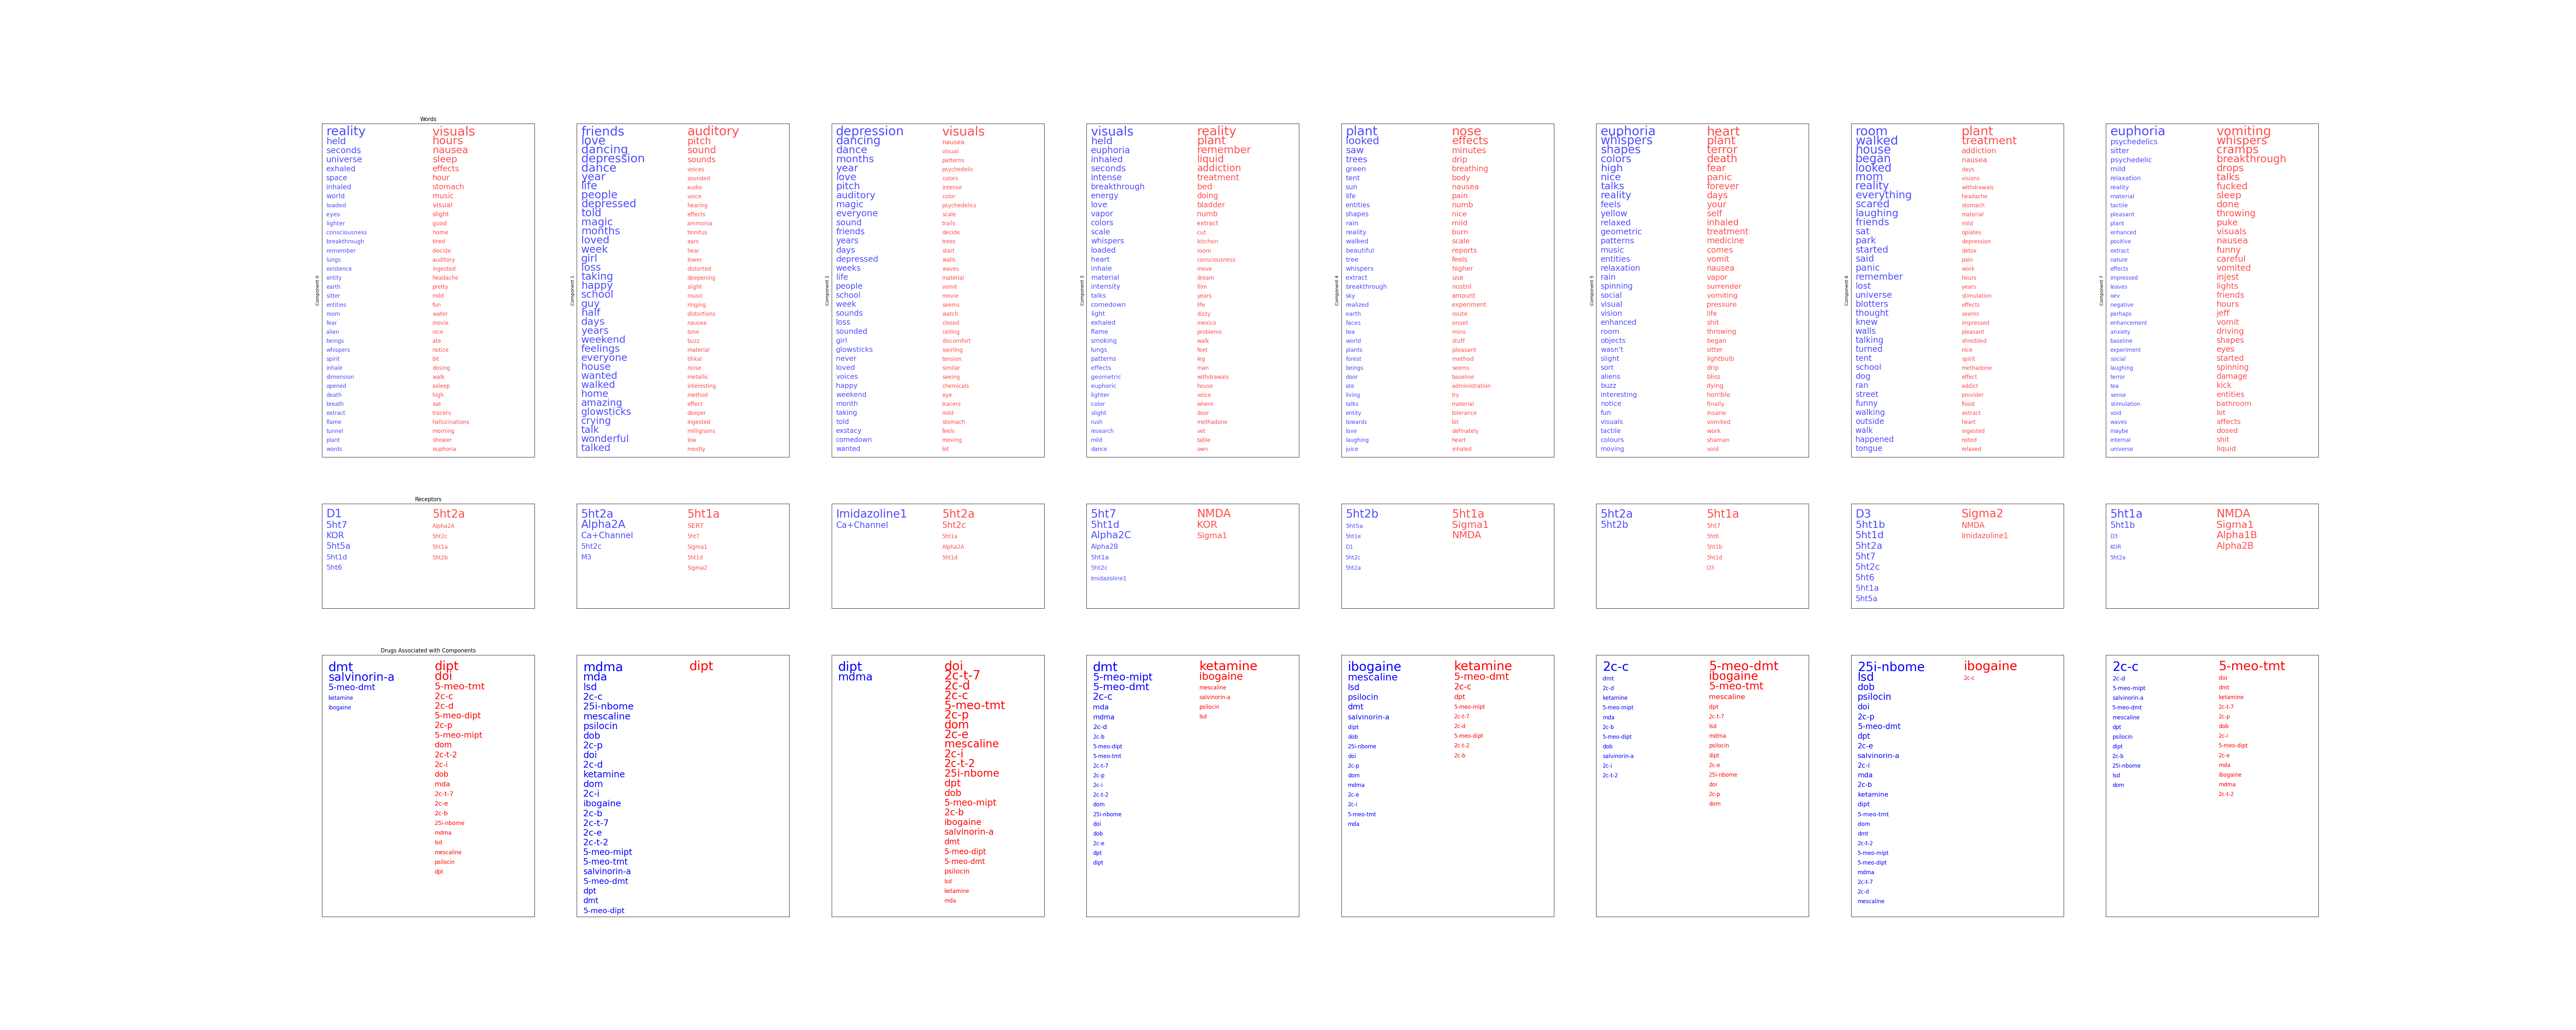 Words
Component 0
reality visuals
held hours
seconds nausea
universe sleep
exhaled effects
space hour
inhaled stomach
world music
loaded visual
eyes slight
lighter good
consciousness home
breakthrough tired
remember decide
lungs auditory
existence ingested
entity headache
earth pretty
sitter mild
entities fun
room water
fear movie
alien nice
beings ate
whispers notice
spirit bit
inhale dosing
dimension walk
opened asleep
death high
breath eat
extract tracers
flame hallucinations
tunnel morning
plant shower
words euphoria
Component 1
friends auditory
love pitch
dancing sound
depression sounds
dance voices
year sounded
life audio
people voice
depressed hearing
told effects
magic ammonia
months tinnitus
loved ears
week hear
girl lower
loss distorted
taking deepening
happy slight
school music
guy ringing
half distortions
days nausea
years tone
weekend buzz
feelings material
everyone tihkal
house noise
wanted metallic
walked interesting
home method
amazing effect
glowsticks deeper
crying ingested
talk milligrams
wonderful low
talked mostly
Component 2
depression visuals
dancing nausea
dance visual
months patterns
year psychedelic
love colors
pitch intense
auditory color
magic psychedelics
everyone scale
sound trails
friends decide
years trees
days start
depressed walls
weeks waves
life material
people vomit
school movie
week seems
sounds watch
loss closed
sounded ceiling
girl discomfort
glowsticks swirling
never tension
loved similar
voices seeing
happy chemicals
weekend eye
month tracers
taking mild
told stomach
exstacy feels
comedown moving
wanted bit
Component 3
visuals reality
held plant
euphoria remember
inhaled liquid
seconds addiction
intense treatment
breakthrough bed
energy doing
love bladder
vapor numb
colors life
scale extract
whispers cut
loaded kitchen
heart room
inhale consciousness
material move
intensity dream
talks film
comedown years
light dizzy
exhaled mexico
flame problems
smoking walk
lungs feet
patterns leg
effects man
geometric withdrawals
euphoric house
lighter voice
color where
slight door
rush methadone
research vet
mild table
dance own
Component 4
plant nose
looked effects
saw minutes
trees drip
green breathing
tent body
sun nausea
life pain
entities numb
shapes nice
rain mild
reality burn
walked scale
beautiful reports
tree feels
whispers higher
extract use
breakthrough nostril
sky amount
realized experiment
earth route
faces onset
tea mins
world stuff
plants pleasant
forest method
beings seems
door baseline
ate administration
living try
talks material
entity tolerance
towards bit
love definately
laughing heart
juice inhaled
Component 5
euphoria heart
whispers plant
shapes terror
colors death
high fear
nice panic
talks forever
reality days
feels your
yellow self
relaxed inhaled
geometric treatment
patterns medicine
music comes
entities vomit
relaxation nausea
rain vapor
spinning surrender
social vomiting
visual pressure
vision life
enhanced shit
room throwing
objects began
wasn't sitter
slight lightbulb
sort drip
aliens bliss
buzz dying
interesting horrible
notice finally
fun insane
visuals vomited
tactile work
colours shaman
moving void
Component 6
room plant
walked treatment
house addiction
began nausea
looked days
mom visions
reality withdrawals
everything headache
scared stomach
laughing material
friends mild
sat opiates
park depression
started detox
said pain
panic work
remember hours
lost years
universe stimulation
blotters effects
thought seems
knew impressed
walls pleasant
talking shredded
turned nice
tent spirit
school methadone
dog effect
ran addict
street provider
funny flood
walking extract
outside heart
walk ingested
happened noted
tongue relaxed
Component 7
euphoria vomiting
psychedelics whispers
sitter cramps
psychedelic breakthrough
mild drops
relaxation talks
reality fucked
material sleep
tactile done
pleasant throwing
plant puke
enhanced visuals
positive nausea
extract funny
nature careful
effects vomited
impressed injest
leaves lights
oev friends
negative hours
perhaps jeff
enhancement vomit
anxiety driving
baseline shapes
experiment eyes
social started
laughing spinning
terror damage
tea kick
sense entities
stimulation bathroom
void lot
waves affects
maybe dosed
internal shit
universe liquid
Receptors
D1 5ht2a
5ht7 Alpha2A
KOR 5ht2c
5ht5a 5ht1a
5ht1d 5ht2b
5ht6
5ht2a 5ht1a
Alpha2A SERT
Ca+Channel 5ht7
5ht2c Sigma1
M3 5ht1d
Sigma2
Imidazoline1 5ht2a
Ca+Channel 5ht2c
5ht1a
Alpha2A
5ht1d
5ht7 NMDA
5ht1d KOR
Alpha2C Sigma1
Alpha2B
5ht1a
5ht2c
Imidazoline1
5ht2b 5ht1a
5ht5a Sigma1
5ht1e NMDA
D1
5ht2c
5ht2a
5ht2a 5ht1a
5ht2b 5ht7
5ht6
5ht1b
5ht1d
D3
D3 Sigma2
5ht1b NMDA
5ht1d Imidazoline1
5ht2a
5ht7
5ht2c
5ht6
5ht1a
5ht5a
5ht1a NMDA
5ht1b Sigma1
D3 Alpha1B
KOR Alpha2B
5ht2a
Drugs Associated with Components
dmt dipt
salvinorin-a doi
5-meo-dmt 5-meo-tmt
ketamine 2c-c
ibogaine 2c-d
5-meo-dipt
2c-p
5-meo-mipt
dom
2c-t-2
2c-i
dob
mda
2c-t-7
2c-e
2c-b
25i-nbome
mdma
lsd
mescaline
psilocin
dpt
mdma dipt
mda
lsd
2c-c
25i-nbome
mescaline
psilocin
dob
2c-p
doi
2c-d
ketamine
dom
2c-i
ibogaine
2c-b
2c-t-7
2c-e
2c-t-2
5-meo-mipt
5-meo-tmt
salvinorin-a
5-meo-dmt
dpt
dmt
5-meo-dipt
dipt doi
mdma 2c-t-7
2c-d
2c-c
5-meo-tmt
2c-p
dom
2c-e
mescaline
2c-i
2c-t-2
25i-nbome
dpt
dob
5-meo-mipt
2c-b
ibogaine
salvinorin-a
dmt
5-meo-dipt
5-meo-dmt
psilocin
lsd
ketamine
mda
dmt ketamine
5-meo-mipt ibogaine
5-meo-dmt mescaline
2c-c salvinorin-a
mda psilocin
mdma lsd
2c-d
2c-b
5-meo-dipt
5-meo-tmt
2c-t-7
2c-p
2c-i
2c-t-2
dom
25i-nbome
doi
dob
2c-e
dpt
dipt
ibogaine ketamine
mescaline 5-meo-dmt
lsd 2c-c
psilocin dpt
dmt 5-meo-mipt
salvinorin-a 2c-t-7
dipt 2c-d
dob 5-meo-dipt
25i-nbome 2c-t-2
doi 2c-b
2c-p
dom
mdma
2c-e
2c-i
5-meo-tmt
mda
2c-c 5-meo-dmt
dmt ibogaine
2c-d 5-meo-tmt
ketamine mescaline
5-meo-mipt dpt
mda 2c-t-7
2c-b lsd
5-meo-dipt mdma
dob psilocin
salvinorin-a dipt
2c-i 2c-e
2c-t-2 25i-nbome
doi
2c-p
dom
25i-nbome ibogaine
lsd 2c-c
dob
psilocin
doi
2c-p
5-meo-dmt
dpt
2c-e
salvinorin-a
2c-i
mda
2c-b
ketamine
dipt
5-meo-tmt
dom
dmt
2c-t-2
5-meo-mipt
5-meo-dipt
mdma
2c-t-7
2c-d
mescaline
2c-c 5-meo-tmt
2c-d doi
5-meo-mipt dmt
salvinorin-a ketamine
5-meo-dmt 2c-t-7
mescaline 2c-p
dpt dob
psilocin 2c-i
dipt 5-meo-dipt
2c-b 2c-e
25i-nbome mda
lsd ibogaine
dom mdma
2c-t-2